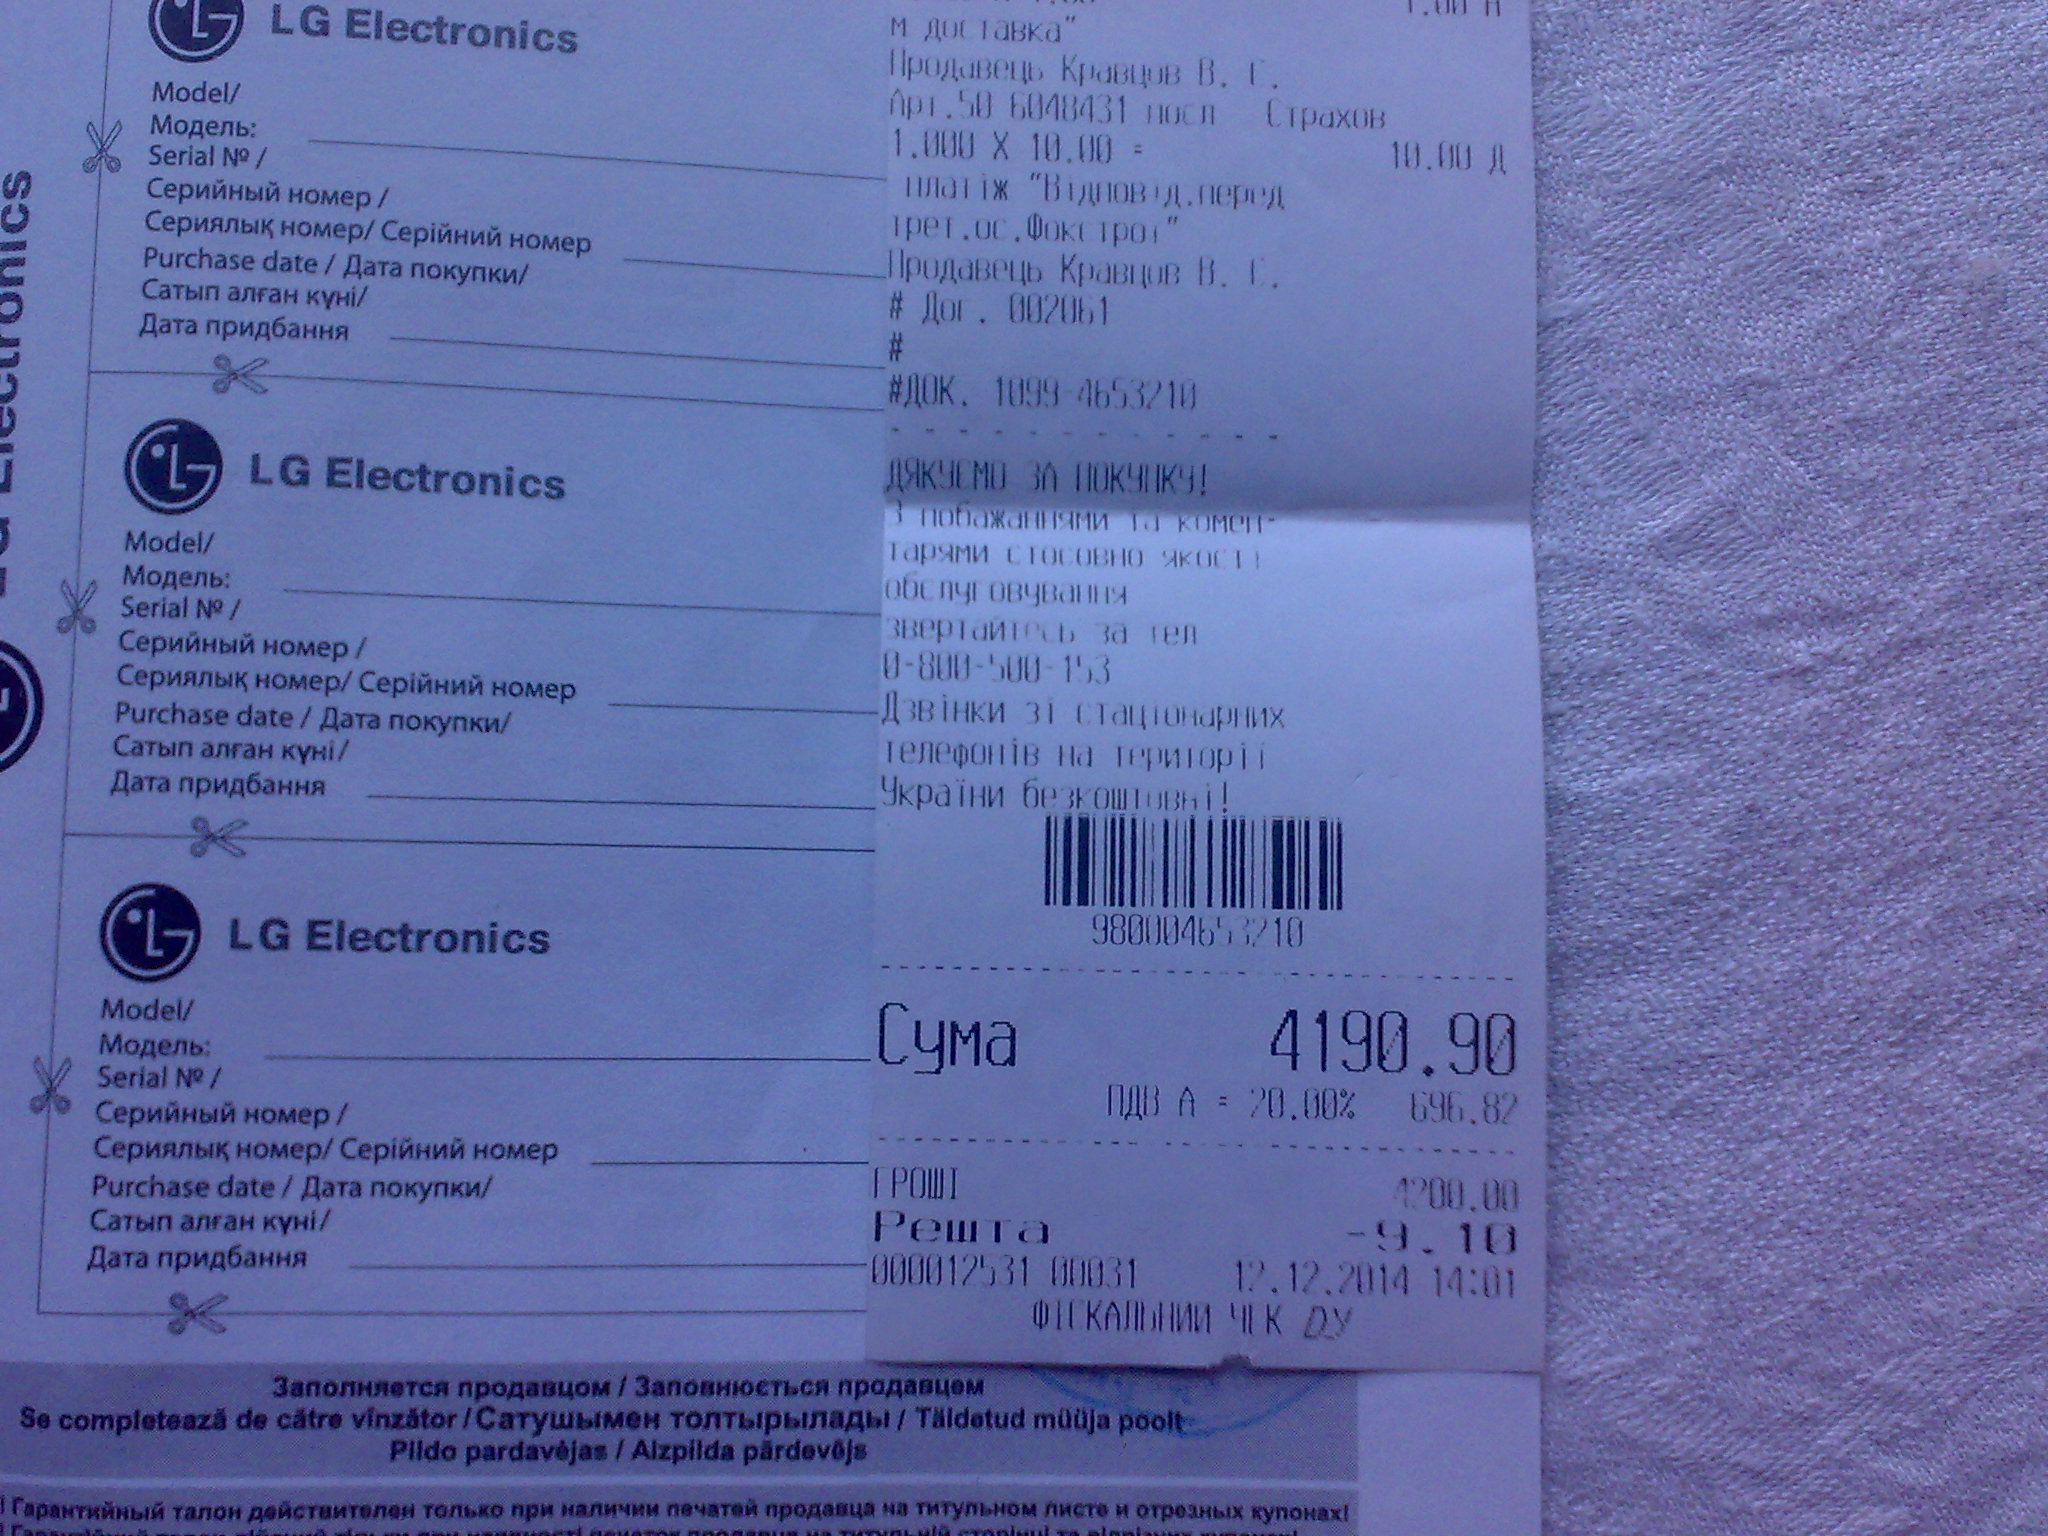 LG Electronics
Model/
Модель:
Serial № /
Серийный номер /
Сериялық номер/ Серійний номер
Purchase date / Дата покупки/
Сатып алған күні/
Дата придбання
LG Electronics
Model/
Модель:
Serial № /
Серийный номер /
Сериялық номер/ Серійний номер
Purchase date / Дата покупки/
Сатып алған күні/
Дата придбання
LG Electronics
Model/
Модель:
Serial № /
Серийный номер /
Сериялық номер/ Серійний номер
Purchase date / Дата покупки/
Сатып алған күні/
Дата придбання
Electronics
м доставка"
Продавець Кравцов В. С.
Арт.50 6048431 посл Страхов
1.000 X 10.00 = 10.00 Д
платіж "Відповід.перед
трет.ос.Фокстрот"
Продавець Кравцов В. С.
# Дог. 002061
#
#ДОК. 1099-4653210
ДЯКУЄМО ЗА ПОКУПКУ!
З побажаннями та комен-
тарями стосовно якості
обслуговування
звертайтесь за тел
0-800-500-153
Дзвінки зі стаціонарних
телефонів на території
України безкоштовні!
980004653210
Сума 4190.90
ПДВ А = 20.00% 696.82
ГРОШІ 4200.00
Решта -9.10
000012531 00031 12.12.2014 14:01
ФІСКАЛЬНИЙ ЧЕК
Заполняется продавцом / Заповнюється продавцем
Se completează de către vînzător / Сатушымен толтырылады / Täldetud müüja poolt
Pildo pardavėjas / Aizpilda pārdevējs
Гарантийный талон действителен только при наличии печатей продавца на титульном листе и отрезных купонах!